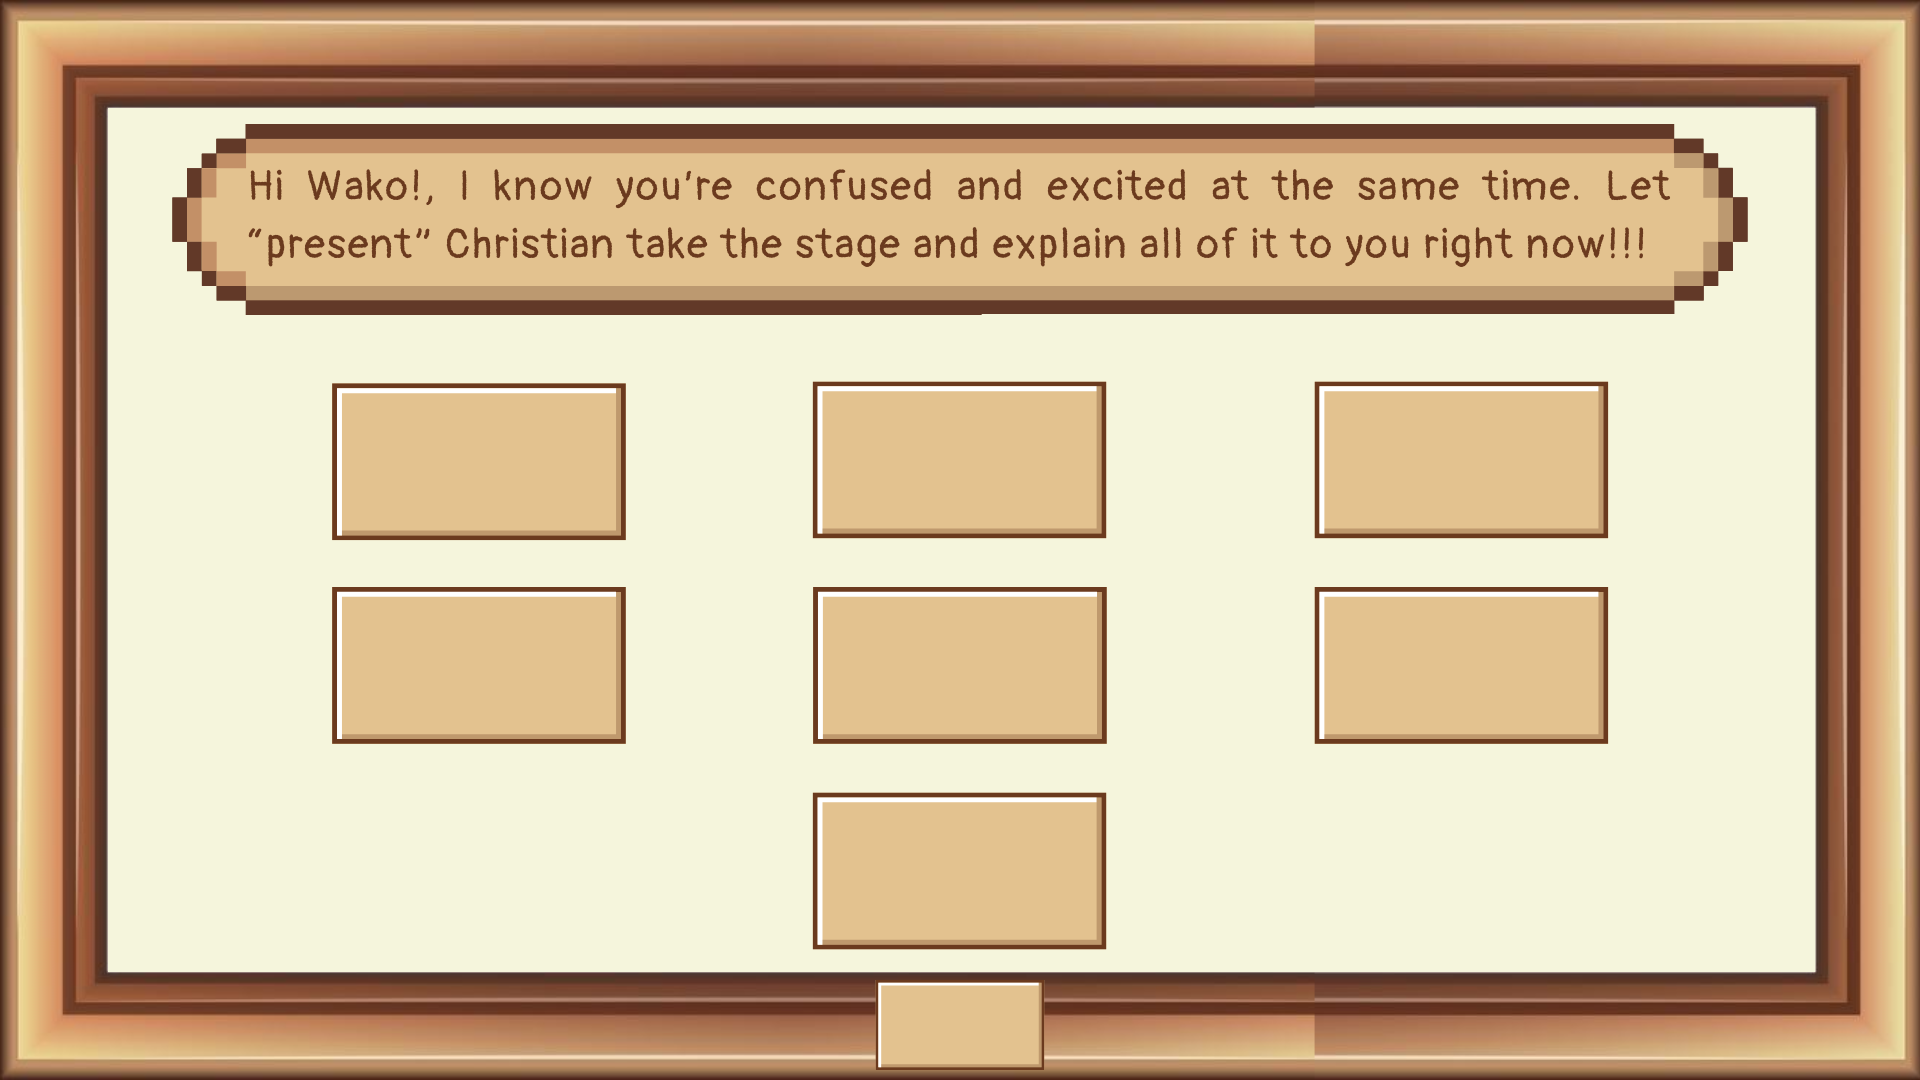 Hi Wako!, I know you're confused and excited at the same time. Let
“present” Christian take the stage and explain all of it to you right now!!!